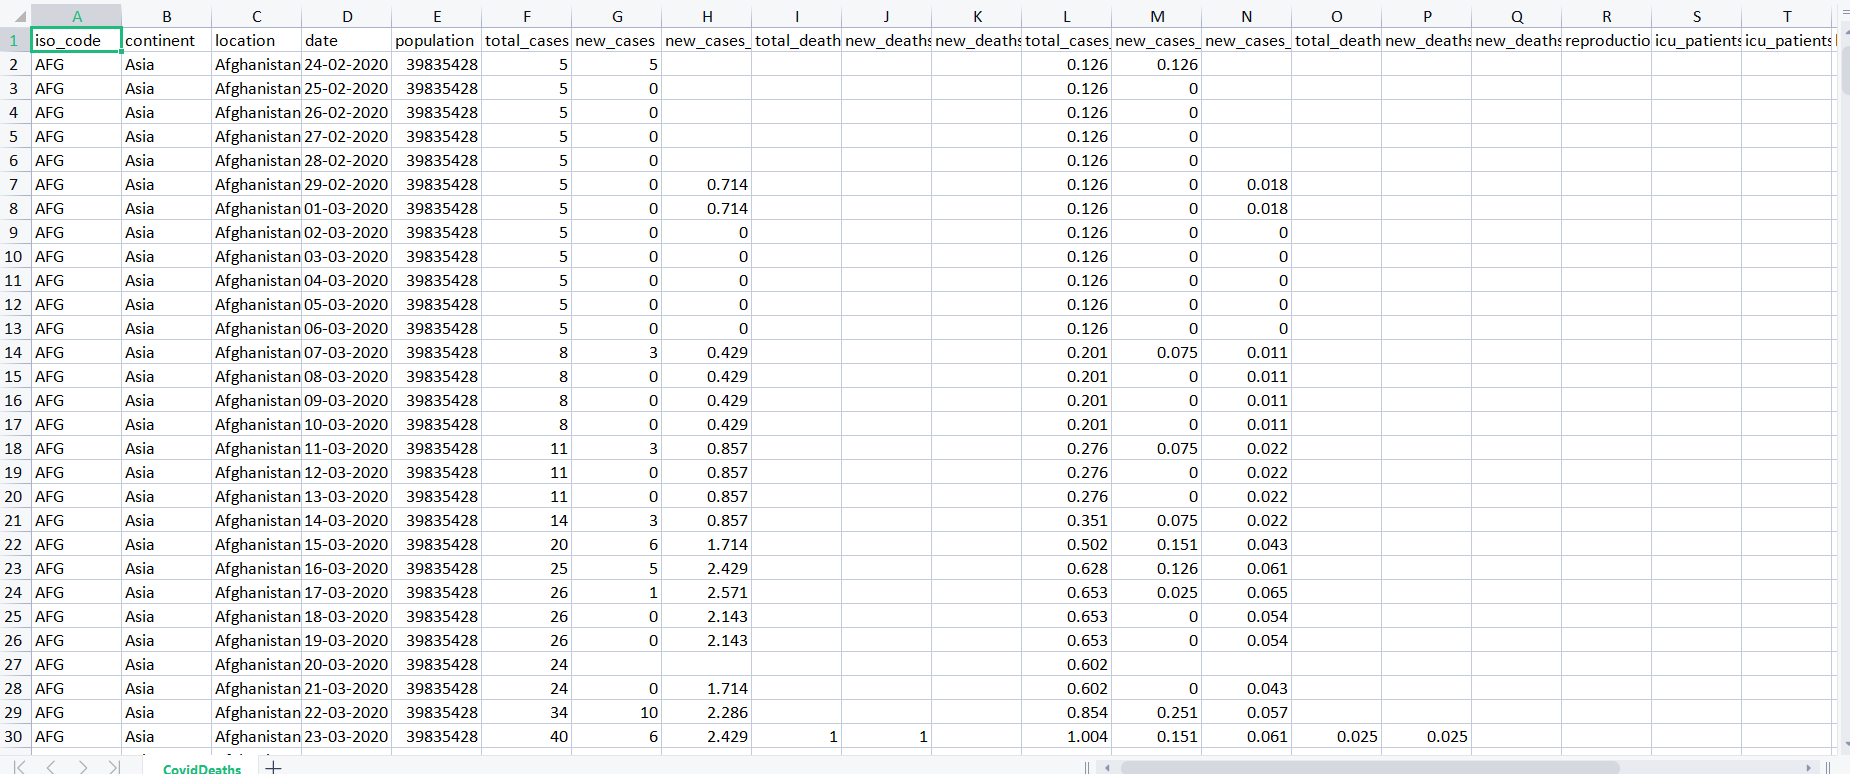 A B C D E F G H I J K L M N O P Q R S T
1 iso_code continent location date population total_cases new_cases new_cases_ total_death new_deaths new_deaths total_cases_ new_cases_ new_cases_ total_death new_deaths new_deaths reproductio icu_patients icu_patients
2 AFG Asia Afghanistan 24-02-2020 39835428 5 5 0.126 0.126
3 AFG Asia Afghanistan 25-02-2020 39835428 5 0 0.126 0
4 AFG Asia Afghanistan 26-02-2020 39835428 5 0 0.126 0
5 AFG Asia Afghanistan 27-02-2020 39835428 5 0 0.126 0
6 AFG Asia Afghanistan 28-02-2020 39835428 5 0 0.126 0
7 AFG Asia Afghanistan 29-02-2020 39835428 5 0 0.714 0.126 0 0.018
8 AFG Asia Afghanistan 01-03-2020 39835428 5 0 0.714 0.126 0 0.018
9 AFG Asia Afghanistan 02-03-2020 39835428 5 0 0 0.126 0 0
10 AFG Asia Afghanistan 03-03-2020 39835428 5 0 0 0.126 0 0
11 AFG Asia Afghanistan 04-03-2020 39835428 5 0 0 0.126 0 0
12 AFG Asia Afghanistan 05-03-2020 39835428 5 0 0 0.126 0 0
13 AFG Asia Afghanistan 06-03-2020 39835428 5 0 0 0.126 0 0
14 AFG Asia Afghanistan 07-03-2020 39835428 8 3 0.429 0.201 0.075 0.011
15 AFG Asia Afghanistan 08-03-2020 39835428 8 0 0.429 0.201 0 0.011
16 AFG Asia Afghanistan 09-03-2020 39835428 8 0 0.429 0.201 0 0.011
17 AFG Asia Afghanistan 10-03-2020 39835428 8 0 0.429 0.201 0 0.011
18 AFG Asia Afghanistan 11-03-2020 39835428 11 3 0.857 0.276 0.075 0.022
19 AFG Asia Afghanistan 12-03-2020 39835428 11 0 0.857 0.276 0 0.022
20 AFG Asia Afghanistan 13-03-2020 39835428 11 0 0.857 0.276 0 0.022
21 AFG Asia Afghanistan 14-03-2020 39835428 14 3 0.857 0.351 0.075 0.022
22 AFG Asia Afghanistan 15-03-2020 39835428 20 6 1.714 0.502 0.151 0.043
23 AFG Asia Afghanistan 16-03-2020 39835428 25 5 2.429 0.628 0.126 0.061
24 AFG Asia Afghanistan 17-03-2020 39835428 26 1 2.571 0.653 0.025 0.065
25 AFG Asia Afghanistan 18-03-2020 39835428 26 0 2.143 0.653 0 0.054
26 AFG Asia Afghanistan 19-03-2020 39835428 26 0 2.143 0.653 0 0.054
27 AFG Asia Afghanistan 20-03-2020 39835428 24 0.602
28 AFG Asia Afghanistan 21-03-2020 39835428 24 0 1.714 0.602 0 0.043
29 AFG Asia Afghanistan 22-03-2020 39835428 34 10 2.286 0.854 0.251 0.057
30 AFG Asia Afghanistan 23-03-2020 39835428 40 6 2.429 1 1 1.004 0.151 0.061 0.025 0.025
CovidDeaths